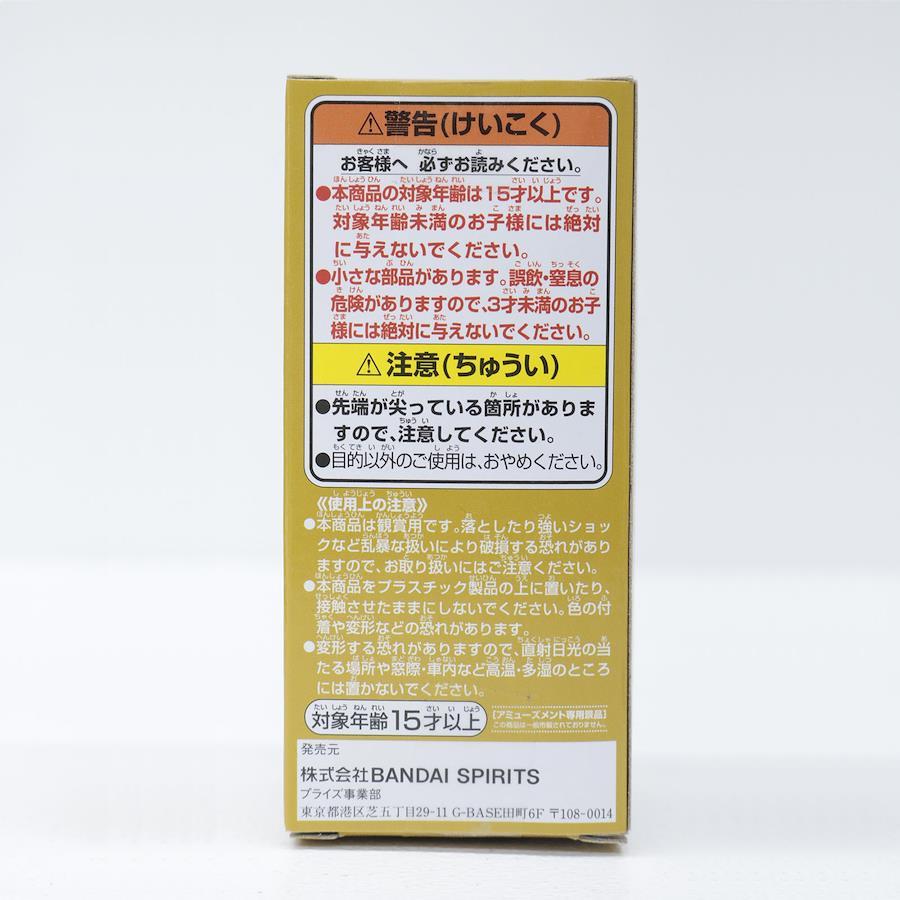 ⚠警告(けいこく)
お客様へ 必ずお読みください。
●本商品の対象年齢は15才以上です。
対象年齢未満のお子様には絶対
に与えないでください。
●小さな部品があります。誤飲・窒息の
危険がありますので、3才未満のお子
様には絶対に与えないでください。
⚠注意(ちゅうい)
●先端が尖っている箇所がありま
すので、注意してください。
●目的以外のご使用は、おやめください。
《使用上の注意》
●本商品は観賞用です。落としたり強いショッ
クなど乱暴な扱いにより破損する恐れがあり
ますので、お取り扱いにはご注意ください。
●本商品をプラスチック製品の上に置いたり、
接触させたままにしないでください。色の付
着や変形などの恐れがあります。
●変形する恐れがありますので、直射日光の当
たる場所や窓際・車内など高温・多湿のところ
には置かないでください。
対象年齢15才以上
[アミューズメント専用景品]
この商品は一般市販されておりません。
発売元
株式会社BANDAI SPIRITS
プライズ事業部
東京都港区芝五丁目29-11 G-BASE田町6F 〒108-0014